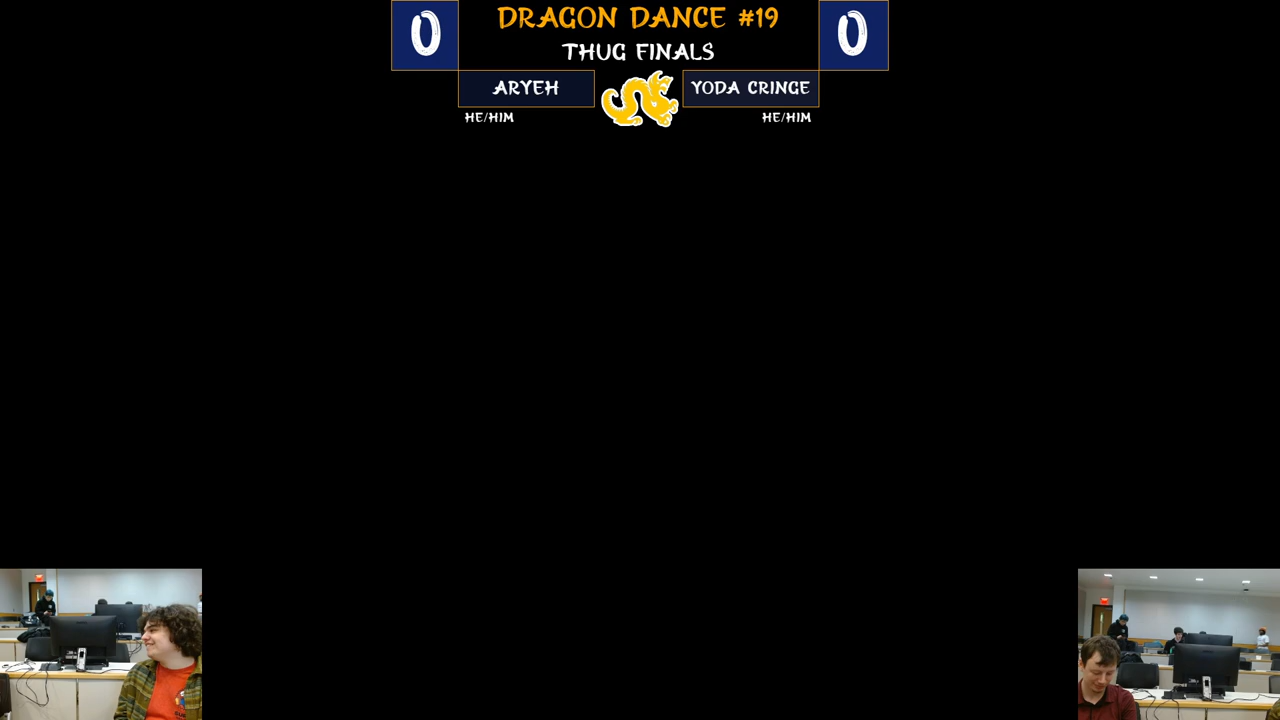 0
DRAGON DANCE #19
0
THUG FINALS
ARYEH
YODA CRINGE
HE/HIM
HE/HIM